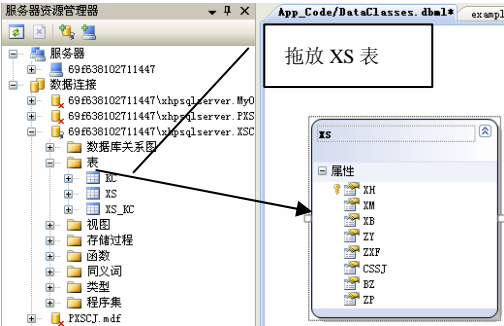 服务器资源管理器
服务器
69f638102711447
数据连接
69f638102711447\xhpsqlserver.MyO
69f638102711447\xhpsqlserver.PXS
69f638102711447\xhpsqlserver.XSC
数据库关系图
表
KC
XS
XS_KC
视图
存储过程
函数
同义词
类型
程序集
PXSCJ.mdf
App_Code/DataClasses.dbml*
exampl
拖放 XS 表
XS
属性
XH
XM
XB
ZY
ZXF
CSSJ
BZ
ZP